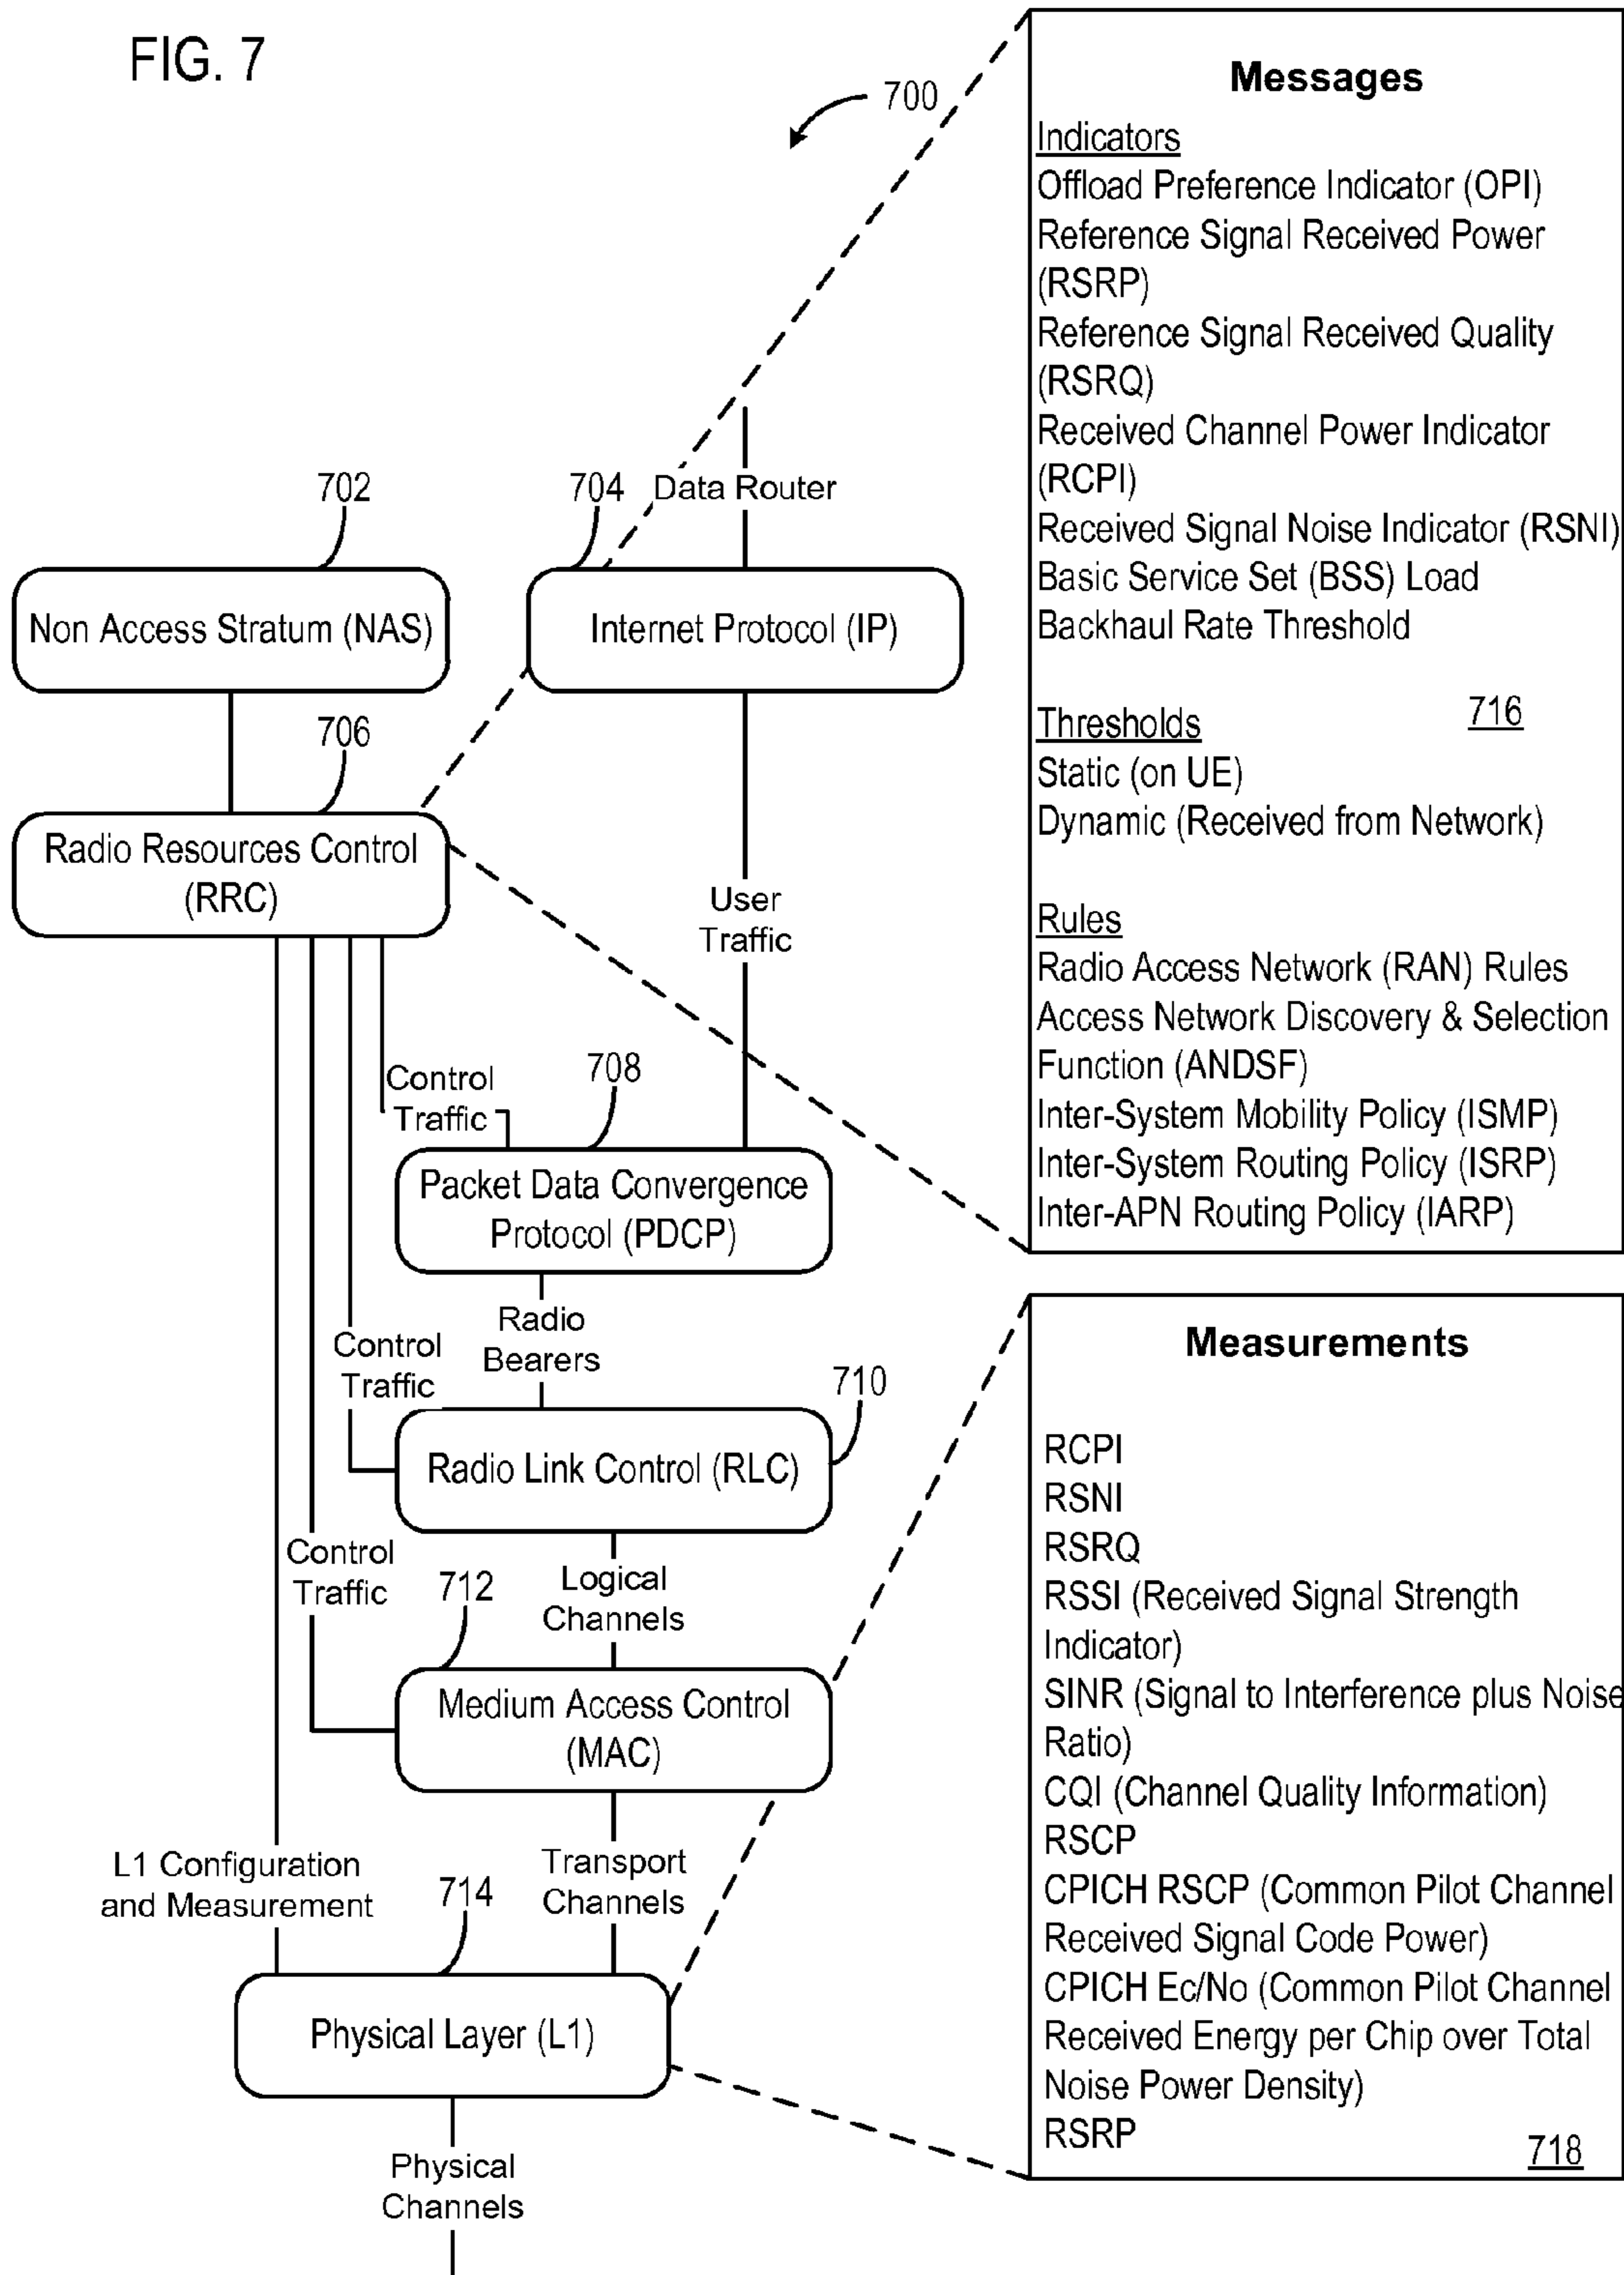 FIG. 7
700
702
704
Data Router
Non Access Stratum (NAS)
Internet Protocol (IP)
706
Radio Resources Control
(RRC)
User
Traffic
Control
Traffic
708
Packet Data Convergence
Protocol (PDCP)
Radio
Bearers
Control
Traffic
710
Radio Link Control (RLC)
Control
Traffic
712
Logical
Channels
Medium Access Control
(MAC)
L1 Configuration
and Measurement
714
Transport
Channels
Physical Layer (L1)
Physical
Channels
Messages
Indicators
Offload Preference Indicator (OPI)
Reference Signal Received Power
(RSRP)
Reference Signal Received Quality
(RSRQ)
Received Channel Power Indicator
(RCPI)
Received Signal Noise Indicator (RSNI)
Basic Service Set (BSS) Load
Backhaul Rate Threshold
716
Thresholds
Static (on UE)
Dynamic (Received from Network)
Rules
Radio Access Network (RAN) Rules
Access Network Discovery & Selection
Function (ANDSF)
Inter-System Mobility Policy (ISMP)
Inter-System Routing Policy (ISRP)
Inter-APN Routing Policy (IARP)
Measurements
RCPI
RSNI
RSRQ
RSSI (Received Signal Strength
Indicator)
SINR (Signal to Interference plus Noise
Ratio)
CQI (Channel Quality Information)
RSCP
CPICH RSCP (Common Pilot Channel
Received Signal Code Power)
CPICH Ec/No (Common Pilot Channel
Received Energy per Chip over Total
Noise Power Density)
RSRP
718